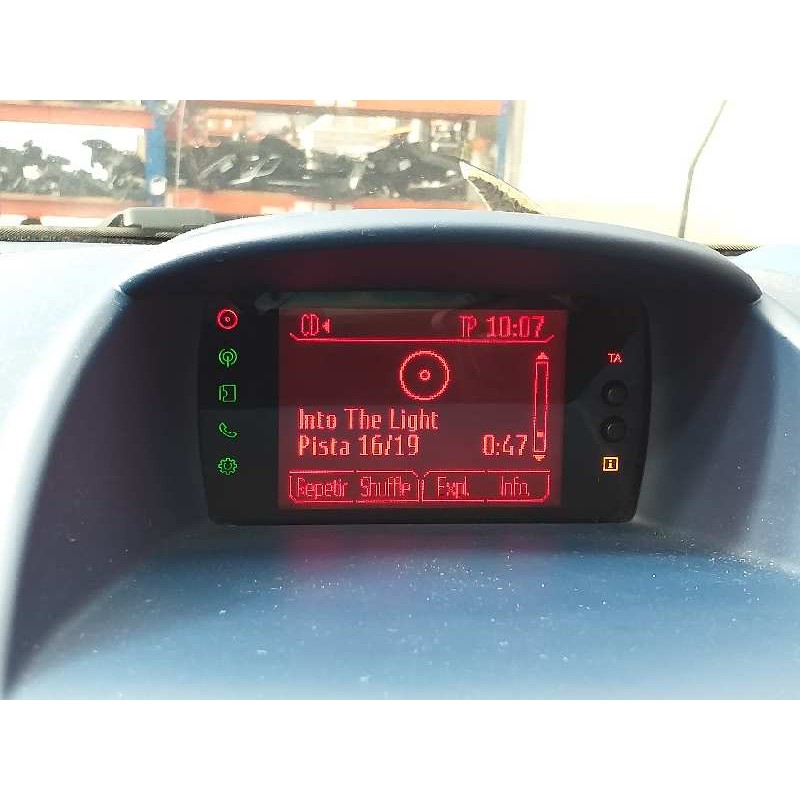 CD
TP 10:07
TA
Into The Light
Pista 16/19 0:47
Repetir Shuffle Expl. Info.